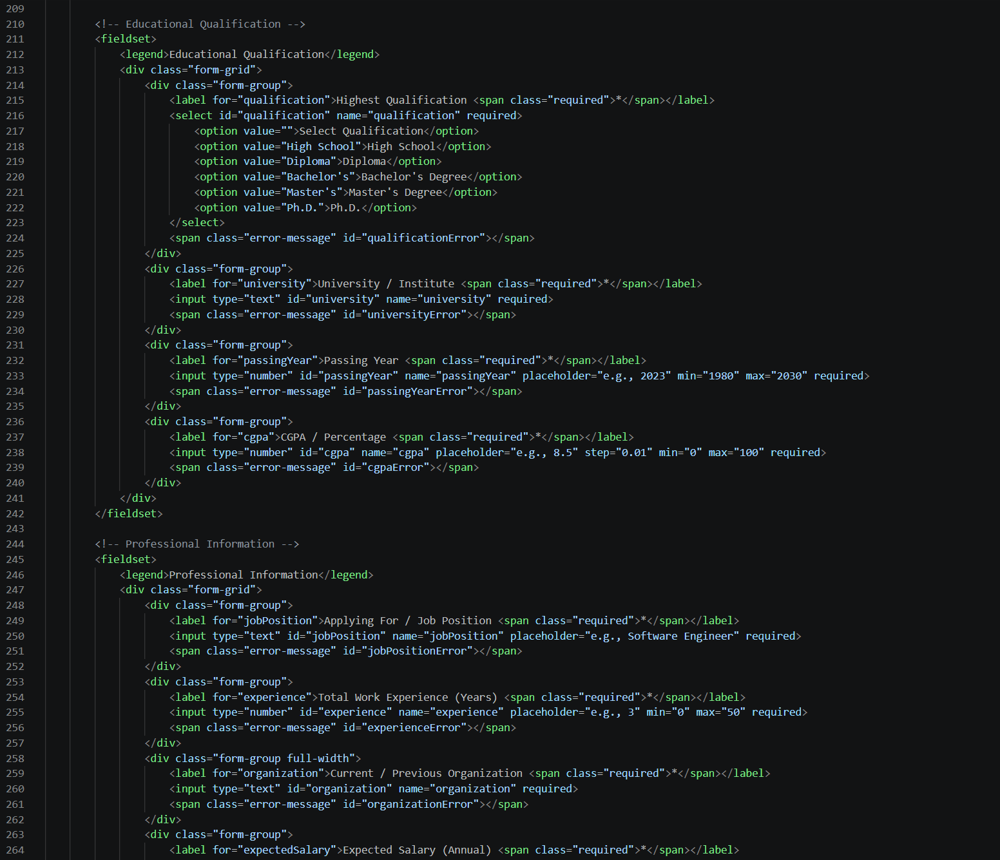 209
210 <!-- Educational Qualification -->
211 <fieldset>
212 <legend>Educational Qualification</legend>
213 <div class="form-grid">
214 <div class="form-group">
215 <label for="qualification">Highest Qualification <span class="required">*</span></label>
216 <select id="qualification" name="qualification" required>
217 <option value="">Select Qualification</option>
218 <option value="High School">High School</option>
219 <option value="Diploma">Diploma</option>
220 <option value="Bachelor's">Bachelor's Degree</option>
221 <option value="Master's">Master's Degree</option>
222 <option value="Ph.D.">Ph.D.</option>
223 </select>
224 <span class="error-message" id="qualificationError"></span>
225 </div>
226 <div class="form-group">
227 <label for="university">University / Institute <span class="required">*</span></label>
228 <input type="text" id="university" name="university" required>
229 <span class="error-message" id="universityError"></span>
230 </div>
231 <div class="form-group">
232 <label for="passingYear">Passing Year <span class="required">*</span></label>
233 <input type="number" id="passingYear" name="passingYear" placeholder="e.g., 2023" min="1980" max="2030" required>
234 <span class="error-message" id="passingYearError"></span>
235 </div>
236 <div class="form-group">
237 <label for="cgpa">CGPA / Percentage <span class="required">*</span></label>
238 <input type="number" id="cgpa" name="cgpa" placeholder="e.g., 8.5" step="0.01" min="0" max="100" required>
239 <span class="error-message" id="cgpaError"></span>
240 </div>
241 </div>
242 </fieldset>
243
244 <!-- Professional Information -->
245 <fieldset>
246 <legend>Professional Information</legend>
247 <div class="form-grid">
248 <div class="form-group">
249 <label for="jobPosition">Applying For / Job Position <span class="required">*</span></label>
250 <input type="text" id="jobPosition" name="jobPosition" placeholder="e.g., Software Engineer" required>
251 <span class="error-message" id="jobPositionError"></span>
252 </div>
253 <div class="form-group">
254 <label for="experience">Total Work Experience (Years) <span class="required">*</span></label>
255 <input type="number" id="experience" name="experience" placeholder="e.g., 3" min="0" max="50" required>
256 <span class="error-message" id="experienceError"></span>
257 </div>
258 <div class="form-group full-width">
259 <label for="organization">Current / Previous Organization <span class="required">*</span></label>
260 <input type="text" id="organization" name="organization" required>
261 <span class="error-message" id="organizationError"></span>
262 </div>
263 <div class="form-group">
264 <label for="expectedSalary">Expected Salary (Annual) <span class="required">*</span></label>